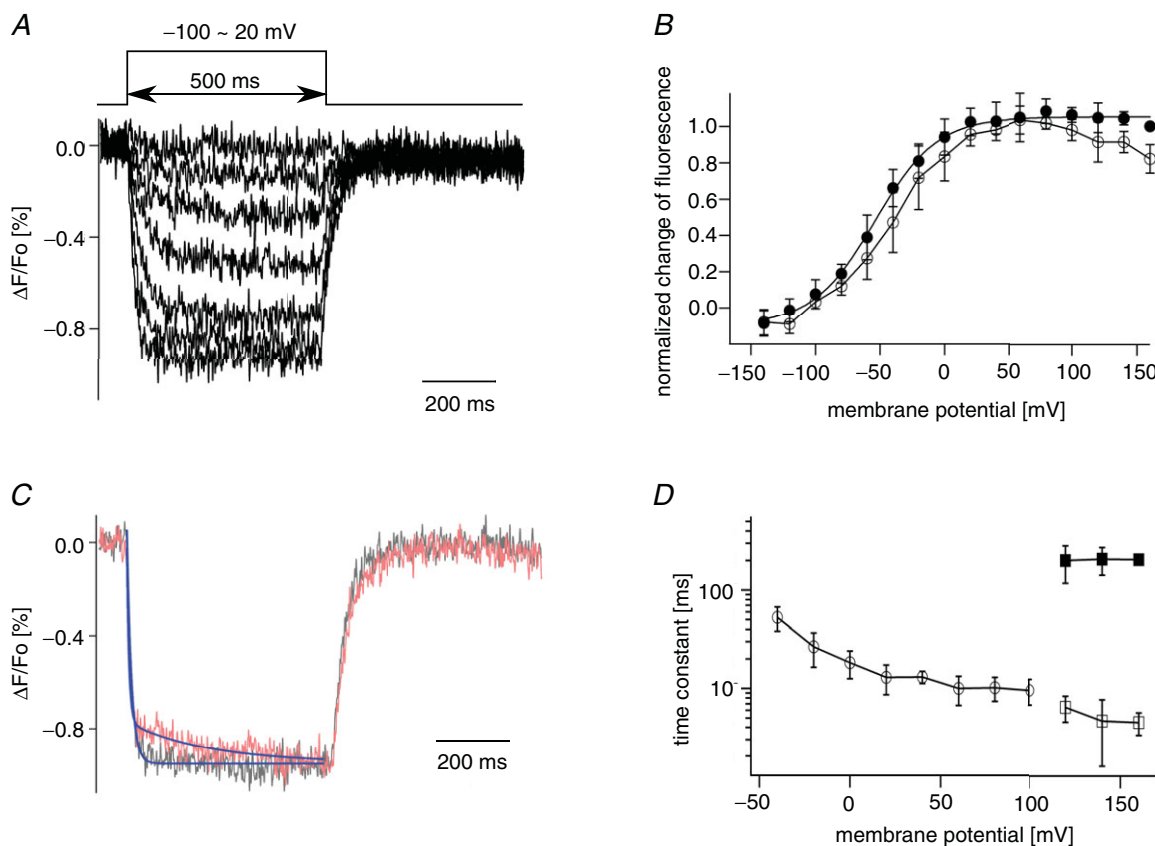 A
−100 ~ 20 mV
500 ms
0.0
−0.4
−0.8
ΔF/Fo [%]
200 ms
B
normalized change of fluorescence
1.0
0.8
0.6
0.4
0.2
0.0
−150
−100
−50
0
50
100
150
membrane potential [mV]
C
0.0
−0.4
−0.8
ΔF/Fo [%]
200 ms
D
time constant [ms]
100
10
−50
0
50
100
150
membrane potential [mV]